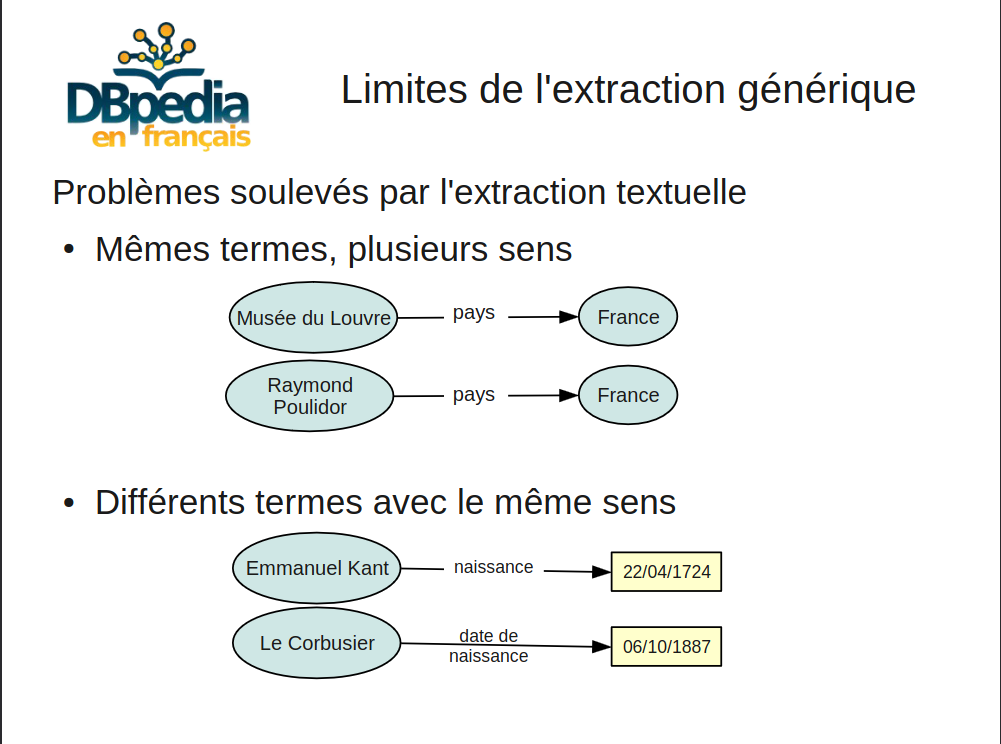 DBpedia
en français
Limites de l'extraction générique
Problèmes soulevés par l'extraction textuelle
• Mêmes termes, plusieurs sens
Musée du Louvre pays France
Raymond
Poulidor
pays France
• Différents termes avec le même sens
Emmanuel Kant naissance 22/04/1724
Le Corbusier
date de
naissance
06/10/1887